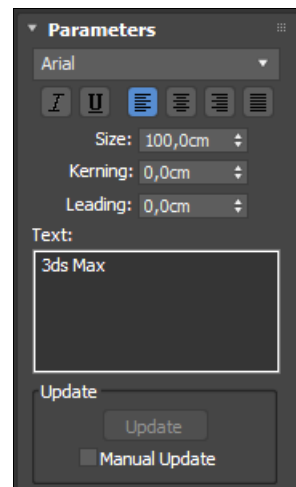 Parameters
Arial
I U
Size: 100,0cm
Kerning: 0,0cm
Leading: 0,0cm
Text:
3ds Max
Update
Update
Manual Update